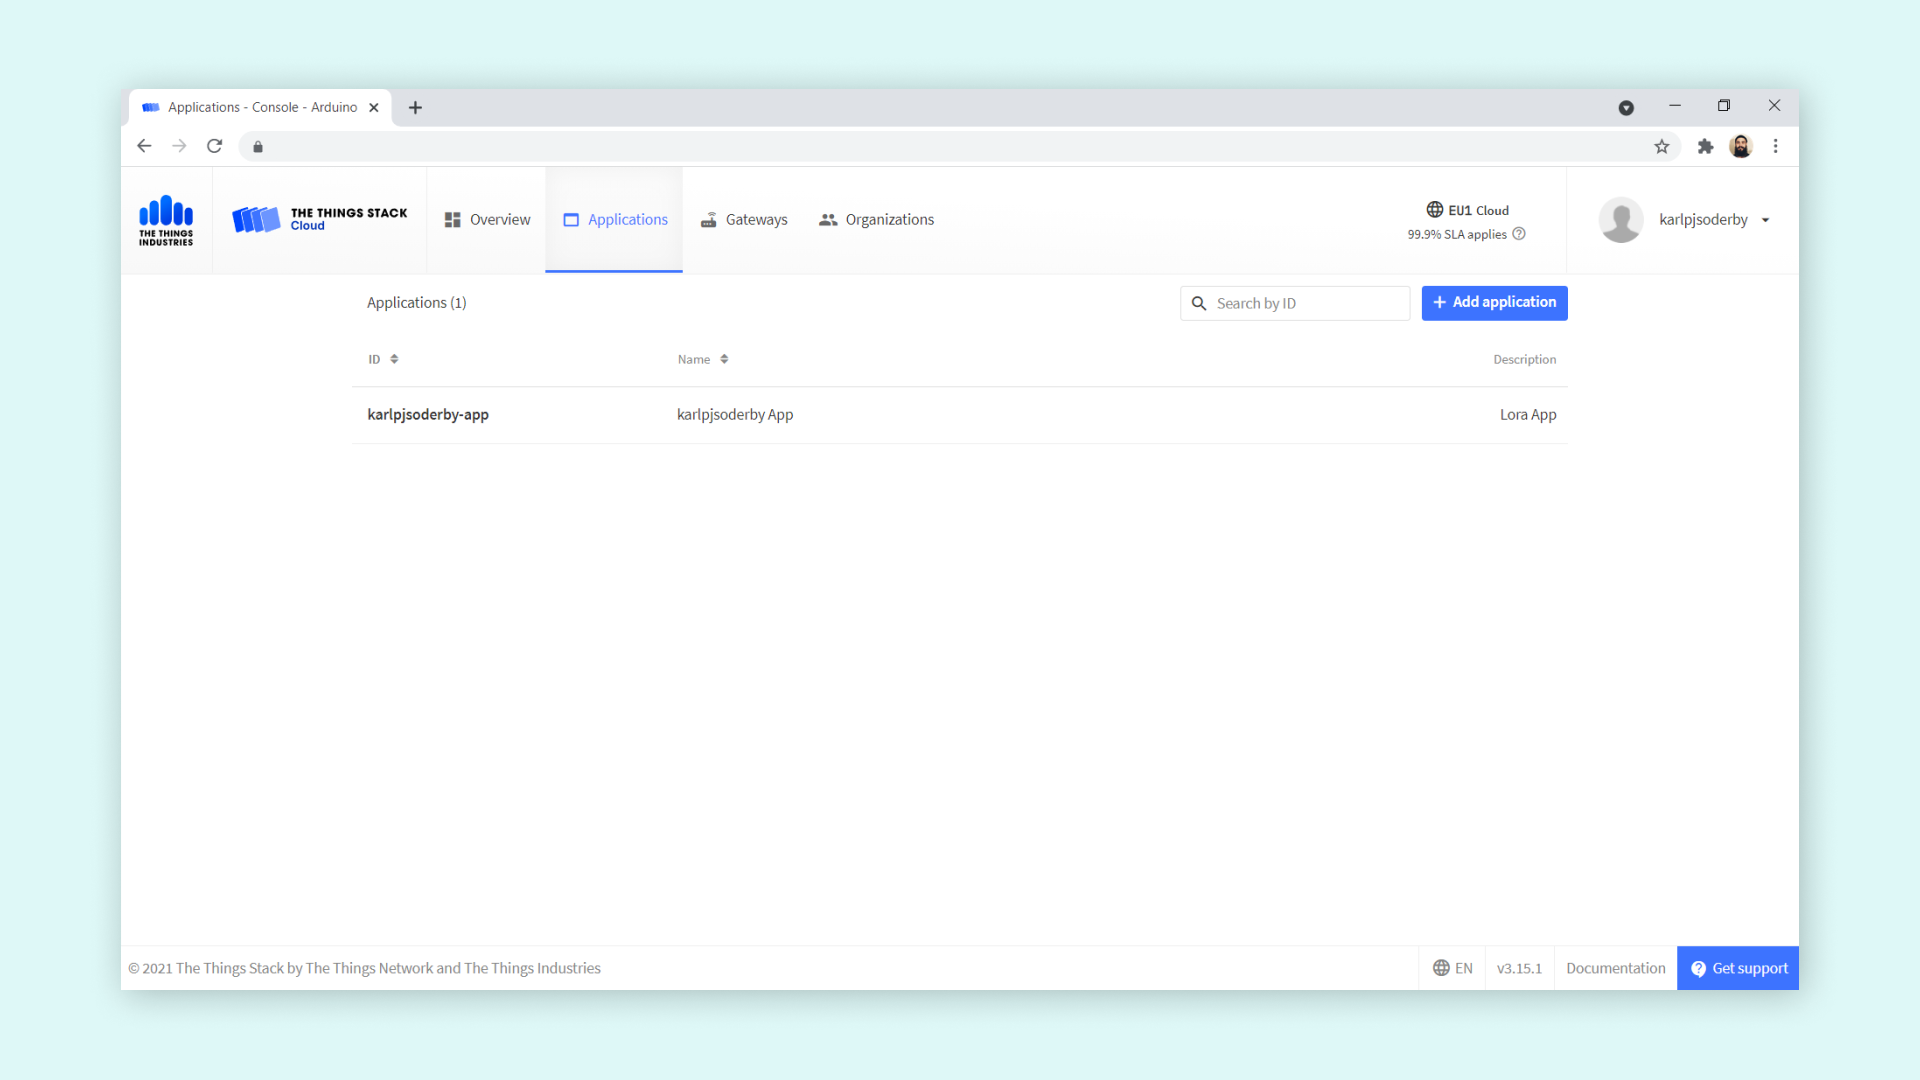 Applications - Console - Arduino
THE THINGS
INDUSTRIES
THE THINGS STACK
Cloud
Overview
Applications
Gateways
Organizations
EU1 Cloud
99.9% SLA applies
karlpjsoderby
Applications (1)
Search by ID
+ Add application
ID
Name
Description
karlpjsoderby-app
karlpjsoderby App
Lora App
© 2021 The Things Stack by The Things Network and The Things Industries
EN
v3.15.1
Documentation
Get support